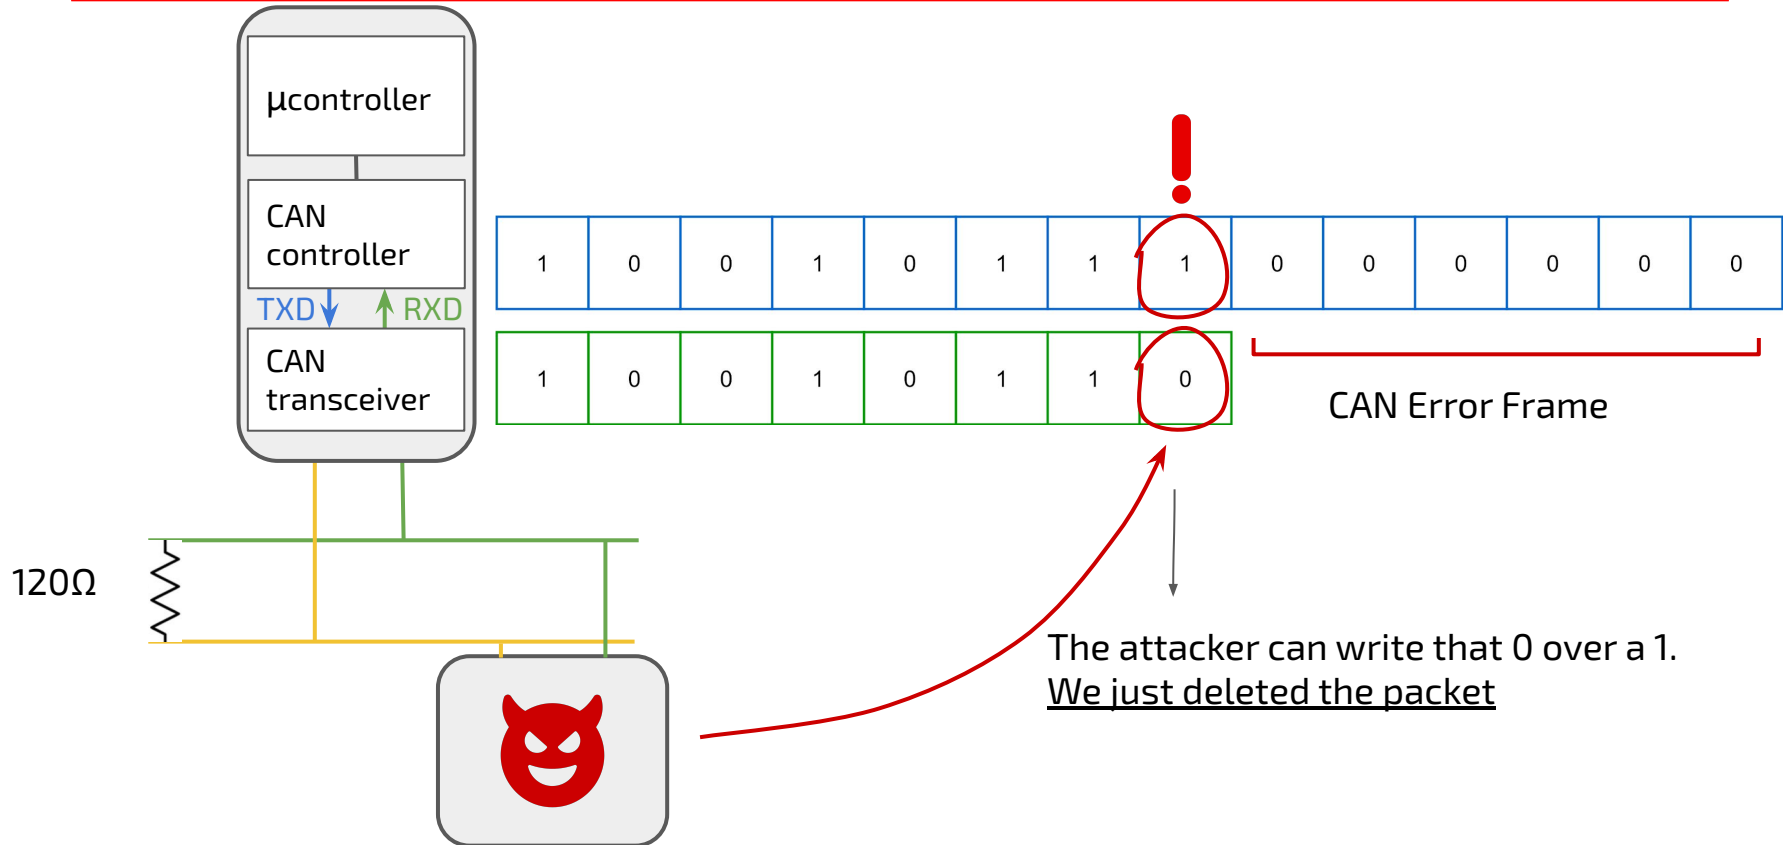 μcontroller
CAN
controller
TXD RXD
CAN
transceiver
1 0 0 1 0 1 1 1 0 0 0 0 0 0
1 0 0 1 0 1 1 0
CAN Error Frame
120Ω
The attacker can write that 0 over a 1.
We just deleted the packet